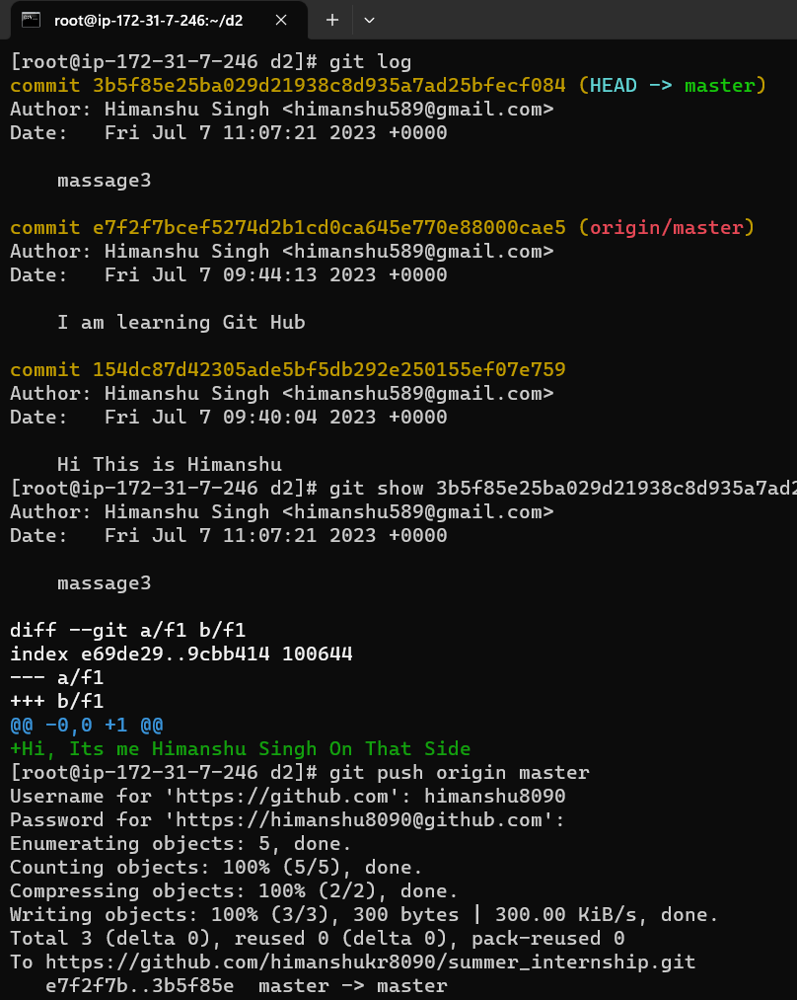 root@ip-172-31-7-246:~/d2
[root@ip-172-31-7-246 d2]# git log
commit 3b5f85e25ba029d21938c8d935a7ad25bfecf084 (HEAD -> master)
Author: Himanshu Singh <himanshu589@gmail.com>
Date:   Fri Jul 7 11:07:21 2023 +0000
massage3
commit e7f2f7bcef5274d2b1cd0ca645e770e88000cae5 (origin/master)
Author: Himanshu Singh <himanshu589@gmail.com>
Date:   Fri Jul 7 09:44:13 2023 +0000
I am learning Git Hub
commit 154dc87d42305ade5bf5db292e250155ef07e759
Author: Himanshu Singh <himanshu589@gmail.com>
Date:   Fri Jul 7 09:40:04 2023 +0000
Hi This is Himanshu
[root@ip-172-31-7-246 d2]# git show 3b5f85e25ba029d21938c8d935a7ad2
Author: Himanshu Singh <himanshu589@gmail.com>
Date:   Fri Jul 7 11:07:21 2023 +0000
massage3
diff --git a/f1 b/f1
index e69de29..9cbb414 100644
--- a/f1
+++ b/f1
@@ -0,0 +1 @@
+Hi, Its me Himanshu Singh On That Side
[root@ip-172-31-7-246 d2]# git push origin master
Username for 'https://github.com': himanshu8090
Password for 'https://himanshu8090@github.com':
Enumerating objects: 5, done.
Counting objects: 100% (5/5), done.
Compressing objects: 100% (2/2), done.
Writing objects: 100% (3/3), 300 bytes | 300.00 KiB/s, done.
Total 3 (delta 0), reused 0 (delta 0), pack-reused 0
To https://github.com/himanshukr8090/summer_internship.git
e7f2f7b..3b5f85e  master -> master